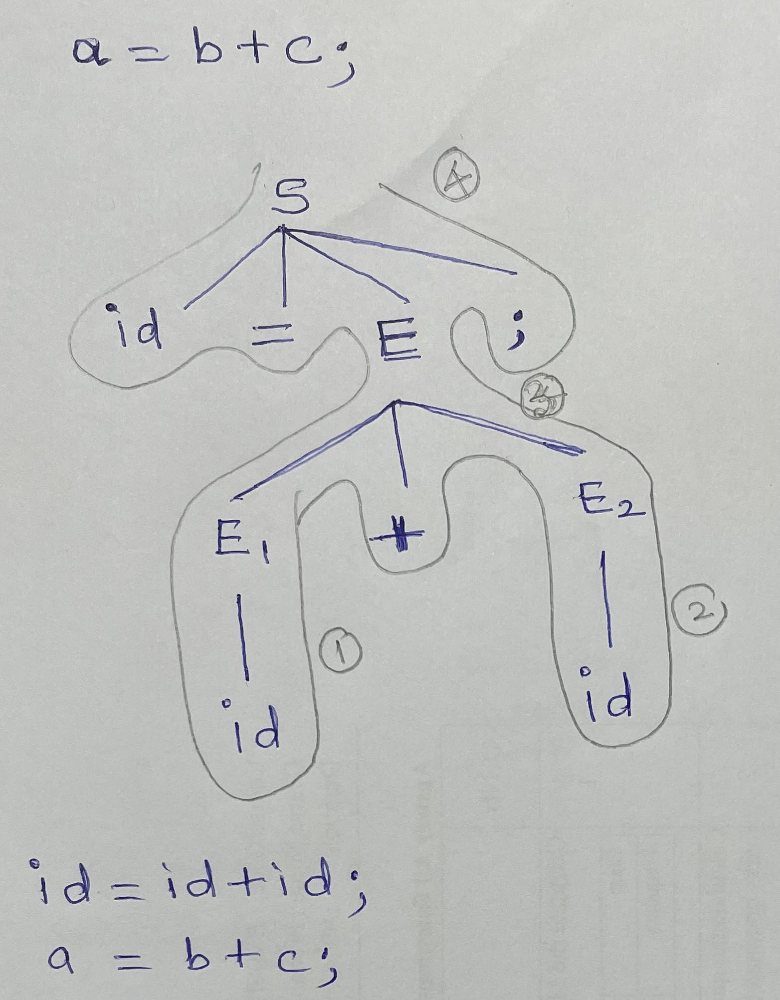 a = b + c ;
④
S
id = E ;
③
E₁ + E₂
②
①
id id
id = id + id ;
a = b + c ;